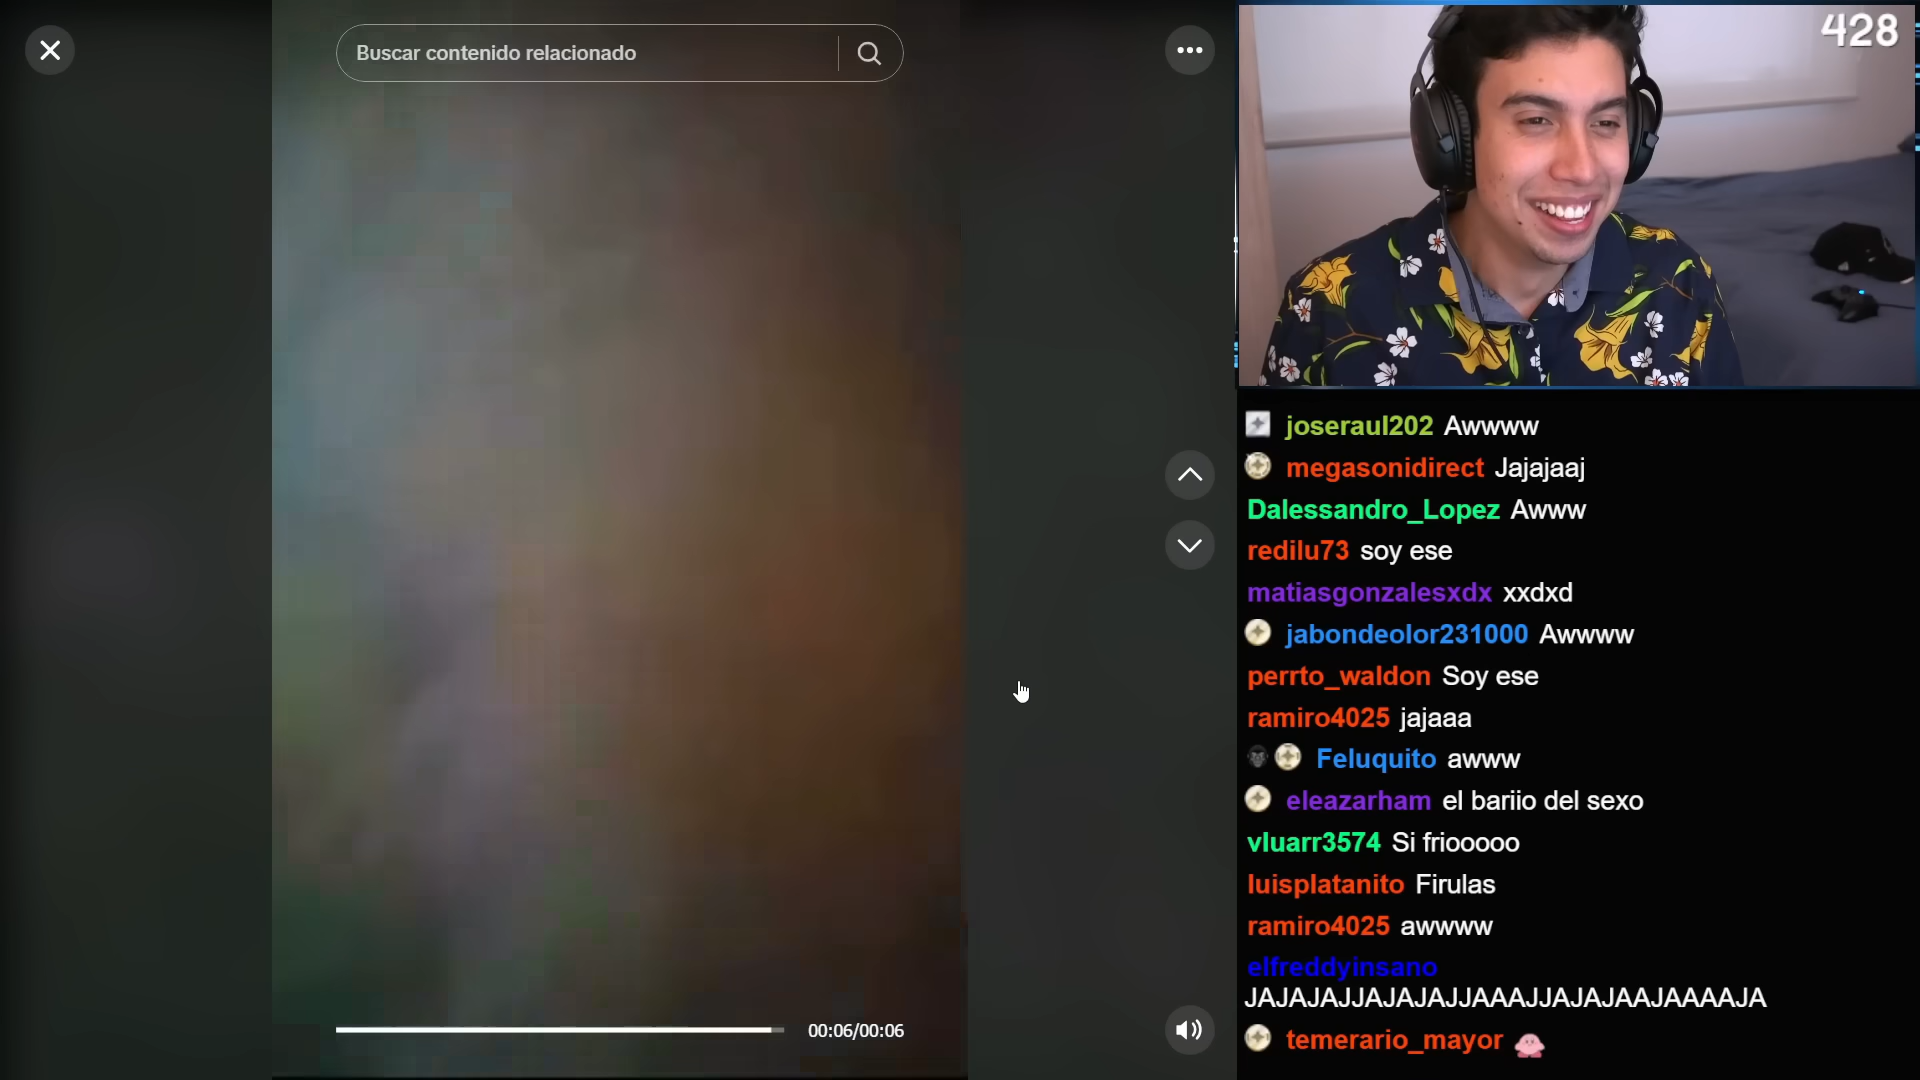 Buscar contenido relacionado
428
joseraul202 Awwww
megasonidirect Jajajaaj
Dalessandro_Lopez Awww
redilu73 soy ese
matiasgonzalesxdx xxdxd
jabondeolor231000 Awwww
perrto_waldon Soy ese
ramiro4025 jajaaa
Feluquito awww
eleazarham el bariio del sexo
vluarr3574 Si friooooo
luisplatanito Firulas
ramiro4025 awwww
elfreddyinsano
JAJAJAJJAJAJAJJAAAJJAJAJAAJAAAAJA
temerario_mayor
00:06/00:06